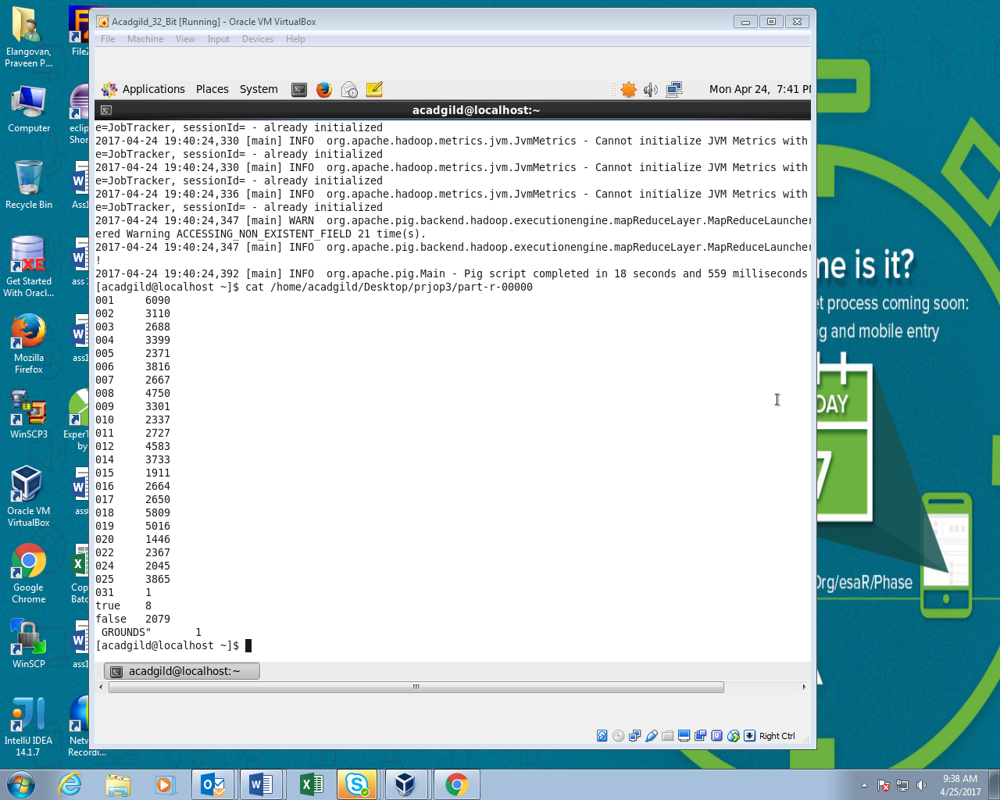 Acadgild_32_Bit [Running] - Oracle VM VirtualBox
File Machine View Input Devices Help
Applications Places System
Mon Apr 24, 7:41
acadgild@localhost:~
e=JobTracker, sessionId= - already initialized
2017-04-24 19:40:24,330 [main] INFO  org.apache.hadoop.metrics.jvm.JvmMetrics - Cannot initialize JVM Metrics with
e=JobTracker, sessionId= - already initialized
2017-04-24 19:40:24,330 [main] INFO  org.apache.hadoop.metrics.jvm.JvmMetrics - Cannot initialize JVM Metrics with
e=JobTracker, sessionId= - already initialized
2017-04-24 19:40:24,336 [main] INFO  org.apache.hadoop.metrics.jvm.JvmMetrics - Cannot initialize JVM Metrics with
e=JobTracker, sessionId= - already initialized
2017-04-24 19:40:24,347 [main] WARN  org.apache.pig.backend.hadoop.executionengine.mapReduceLayer.MapReduceLauncher
ered Warning ACCESSING_NON_EXISTENT_FIELD 21 time(s).
2017-04-24 19:40:24,347 [main] INFO  org.apache.pig.backend.hadoop.executionengine.mapReduceLayer.MapReduceLauncher
!
2017-04-24 19:40:24,392 [main] INFO  org.apache.pig.Main - Pig script completed in 18 seconds and 559 milliseconds
[acadgild@localhost ~]$ cat /home/acadgild/Desktop/prjop3/part-r-00000
001 6090
002 3110
003 2688
004 3399
005 2371
006 3816
007 2667
008 4750
009 3301
010 2337
011 2727
012 4583
014 3733
015 1911
016 2664
017 2650
018 5809
019 5016
020 1446
022 2367
024 2045
025 3865
031 1
true 8
false 2079
GROUNDS" 1
[acadgild@localhost ~]$
acadgild@localhost:~
Right Ctrl
Elangovan,
Praveen P...
Computer
Recycle Bin
Get Started
With Oracl...
Mozilla
Firefox
WinSCP3
Oracle VM
VirtualBox
Google
Chrome
WinSCP
IntelliJ IDEA
14.1.7
FileZ
eclip
Shor
Ass1
ass
ass1
ExperT
by
ass
Cop
Batc
ass1
Netw
Recordi...
XE
me is it?
et process coming soon:
g and mobile entry
DAY
7
Org/esaR/Phase
A
9:38 AM
4/25/2017